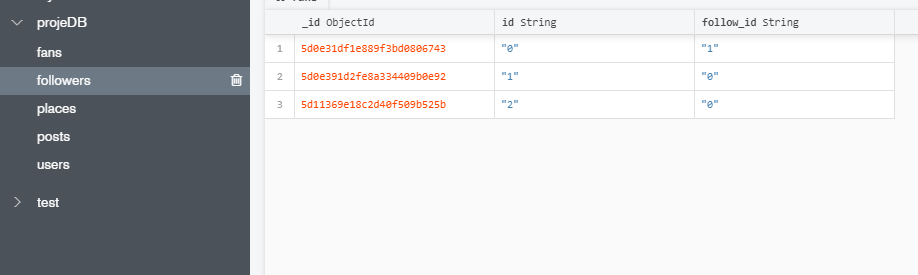 projeDB
fans
followers
places
posts
users
test
_id ObjectId id String follow_id String
1 5d0e31df1e889f3bd0806743 "0" "1"
2 5d0e391d2fe8a334409b0e92 "1" "0"
3 5d11369e18c2d40f509b525b "2" "0"